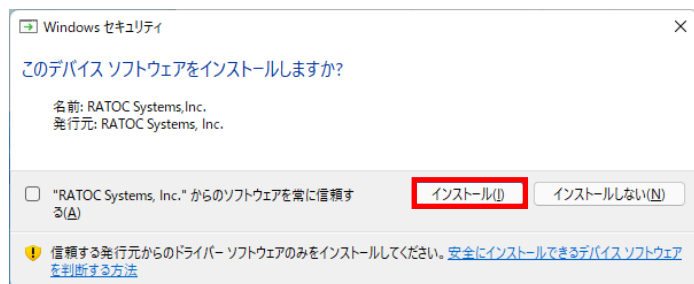 Windows セキュリティ
このデバイス ソフトウェアをインストールしますか?
名前: RATOC Systems,Inc.
発行元: RATOC Systems, Inc.
"RATOC Systems, Inc." からのソフトウェアを常に信頼す
る(A)
インストール(I)
インストールしない(N)
信頼する発行元からのドライバー ソフトウェアのみをインストールしてください。安全にインストールできるデバイス ソフトウェア
を判断する方法